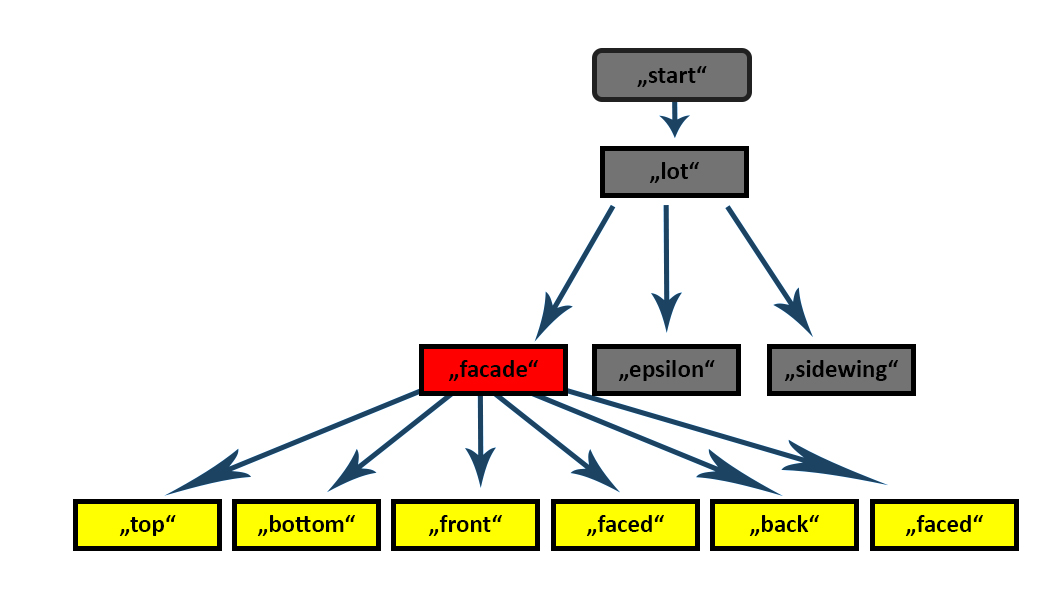 „start“
„lot“
„facade“ „epsilon“ „sidewing“
„top“ „bottom“ „front“ „faced“ „back“ „faced“